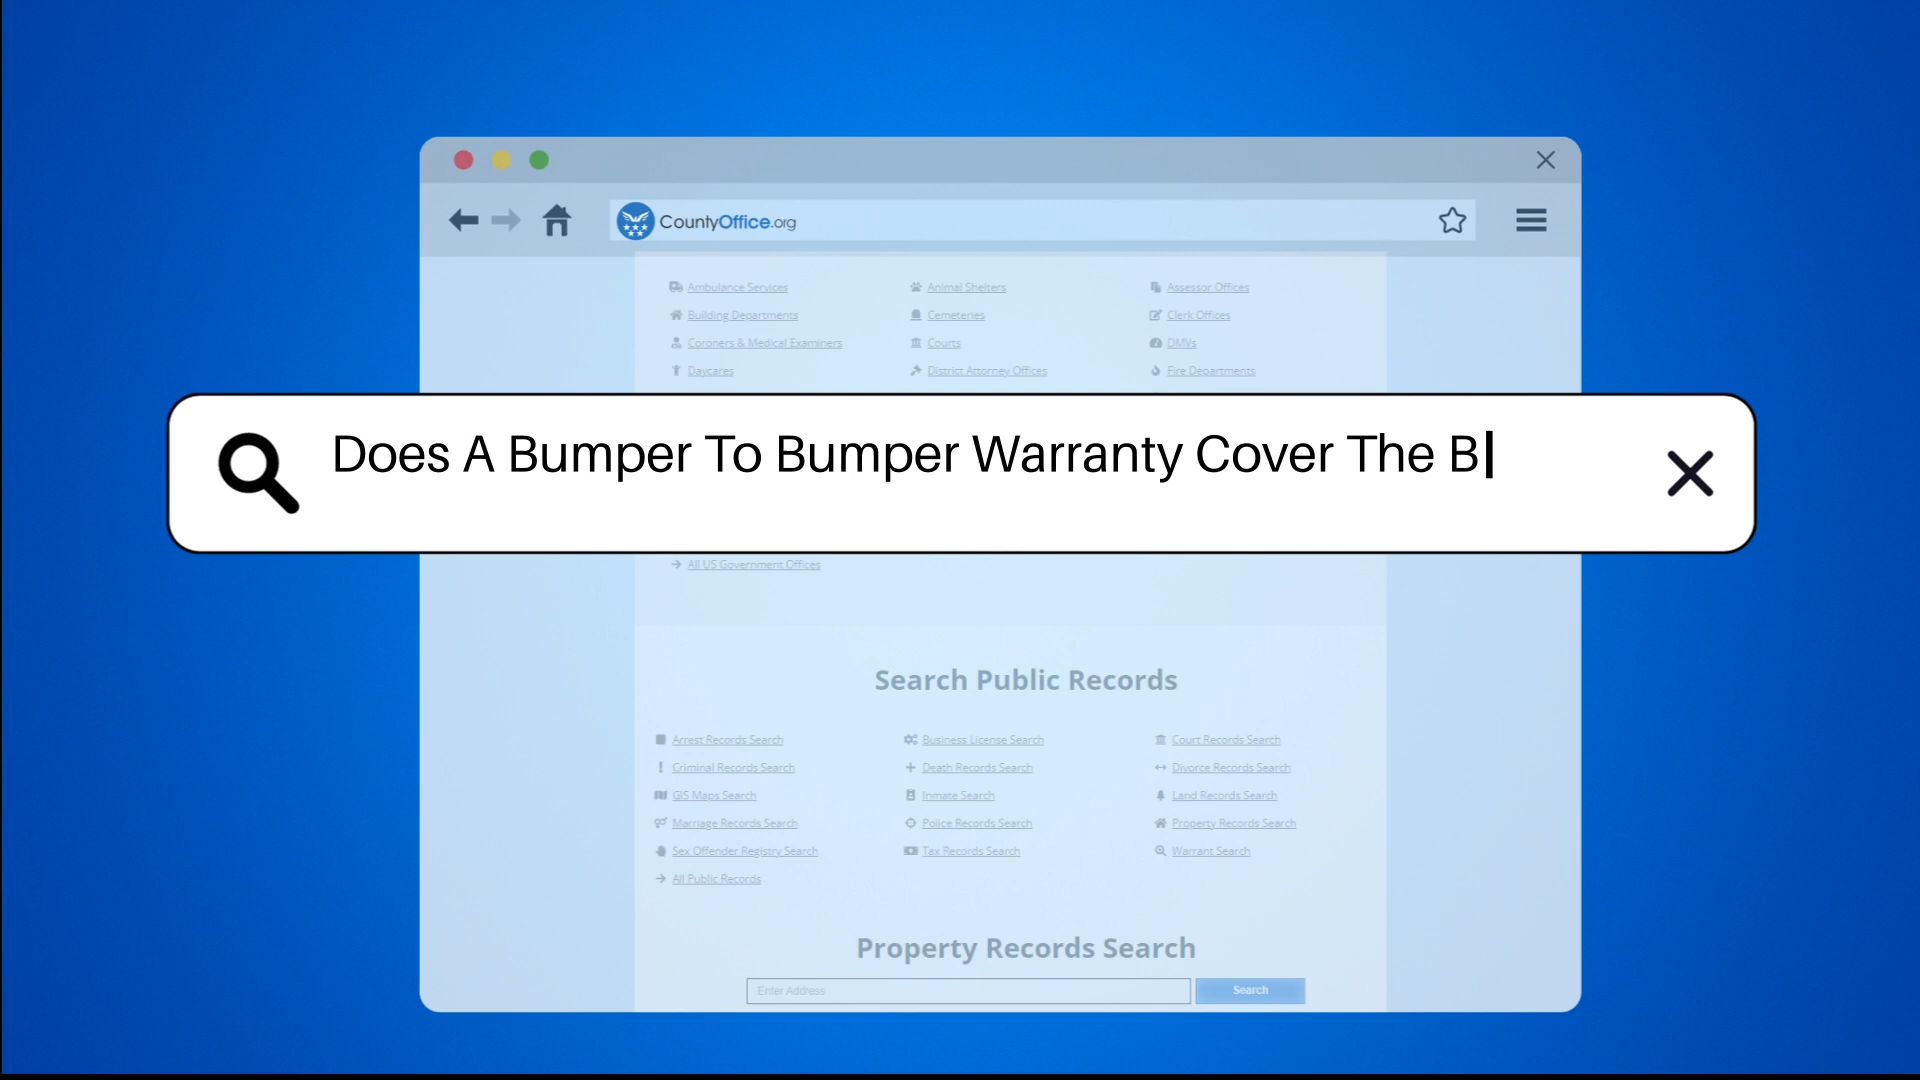 CountyOffice.org
Ambulance Services Animal Shelters Assessor Offices
Building Departments Cemeteries Clerk Offices
Coroners & Medical Examiners Courts DMVs
Daycares District Attorney Offices Fire Departments
Does A Bumper To Bumper Warranty Cover The B
All US Government Offices
Search Public Records
Arrest Records Search Business License Search Court Records Search
Criminal Records Search Death Records Search Divorce Records Search
GIS Maps Search Inmate Search Land Records Search
Marriage Records Search Police Records Search Property Records Search
Sex Offender Registry Search Tax Records Search Warrant Search
All Public Records
Property Records Search
Enter Address Search